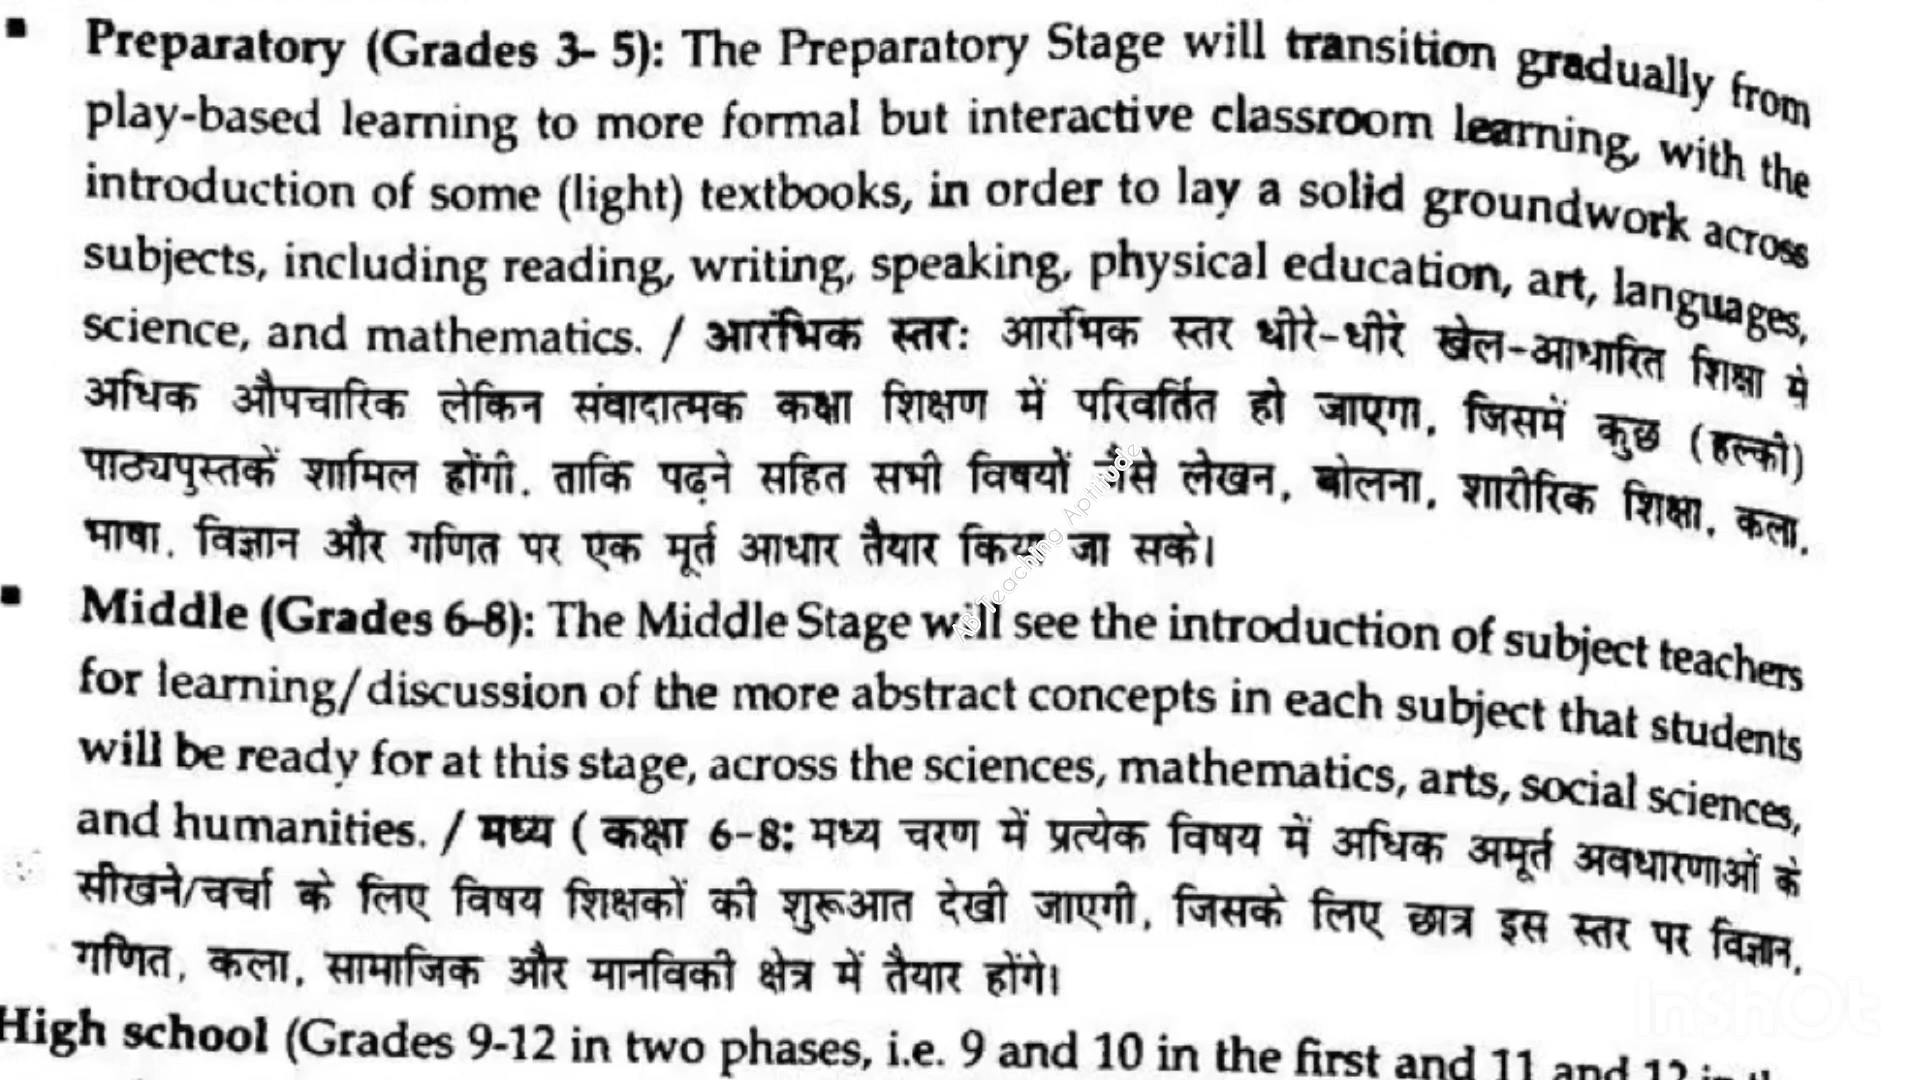 ▪ Preparatory (Grades 3- 5): The Preparatory Stage will transition gradually from
play-based learning to more formal but interactive classroom learning, with the
introduction of some (light) textbooks, in order to lay a solid groundwork across
subjects, including reading, writing, speaking, physical education, art, languages,
science, and mathematics. / आरंभिक स्तर: आरंभिक स्तर धीरे-धीरे खेल-आधारित शिक्षा में
अधिक औपचारिक लेकिन संवादात्मक कक्षा शिक्षण में परिवर्तित हो जाएगा, जिसमें कुछ (हल्की)
पाठ्यपुस्तकें शामिल होंगी, ताकि पढ़ने सहित सभी विषयों जैसे लेखन, बोलना, शारीरिक शिक्षा, कला,
भाषा, विज्ञान और गणित पर एक मूर्त आधार तैयार किया जा सके।
▪ Middle (Grades 6-8): The Middle Stage will see the introduction of subject teachers
for learning/discussion of the more abstract concepts in each subject that students
will be ready for at this stage, across the sciences, mathematics, arts, social sciences,
and humanities. / मध्य ( कक्षा 6-8: मध्य चरण में प्रत्येक विषय में अधिक अमूर्त अवधारणाओं के
सीखने/चर्चा के लिए विषय शिक्षकों की शुरूआत देखी जाएगी, जिसके लिए छात्र इस स्तर पर विज्ञान,
गणित, कला, सामाजिक और मानविकी क्षेत्र में तैयार होंगे।
High school (Grades 9-12 in two phases, i.e. 9 and 10 in the first and 11 and 12 in the
AB Teaching Aptitude
InShOt